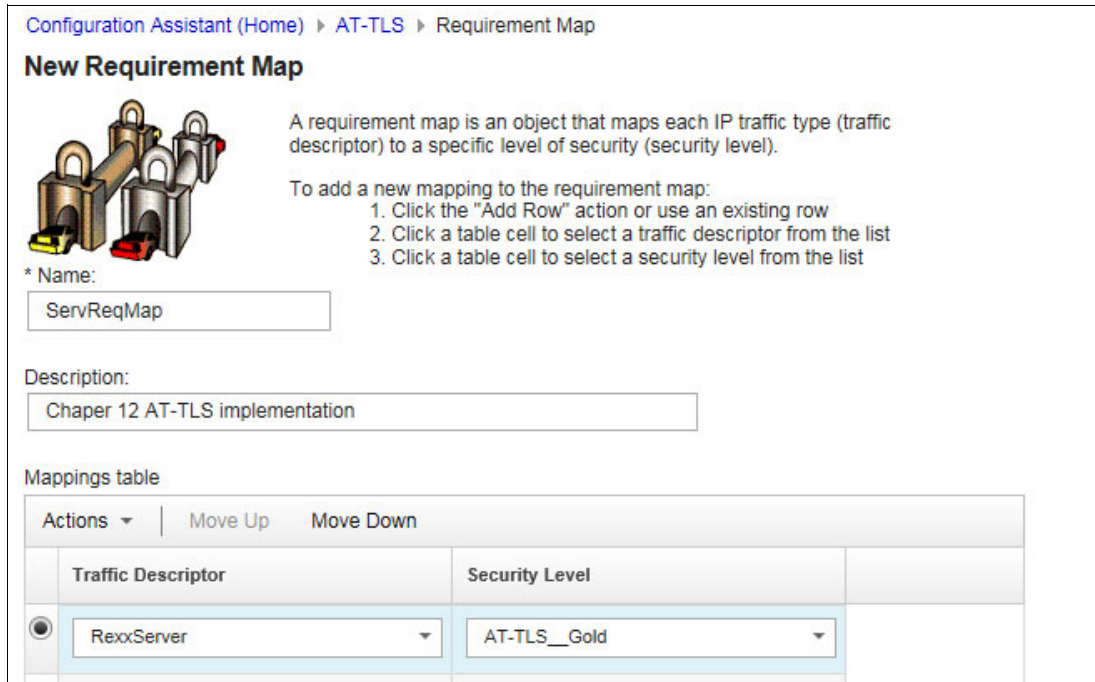 Configuration Assistant (Home) ▶ AT-TLS ▶ Requirement Map
New Requirement Map
A requirement map is an object that maps each IP traffic type (traffic
descriptor) to a specific level of security (security level).
To add a new mapping to the requirement map:
1. Click the "Add Row" action or use an existing row
2. Click a table cell to select a traffic descriptor from the list
3. Click a table cell to select a security level from the list
* Name:
ServReqMap
Description:
Chaper 12 AT-TLS implementation
Mappings table
Actions | Move Up Move Down
Traffic Descriptor Security Level
RexxServer AT-TLS__Gold